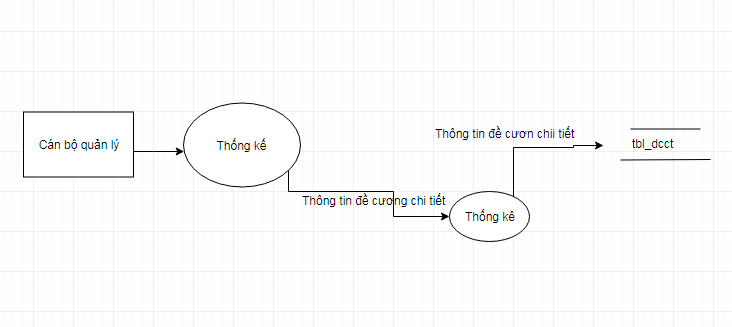 Cán bộ quản lý
Thống kế
Thông tin đề cương chi tiết
Thống kê
Thông tin đề cươn chii tiết
tbl_dcct